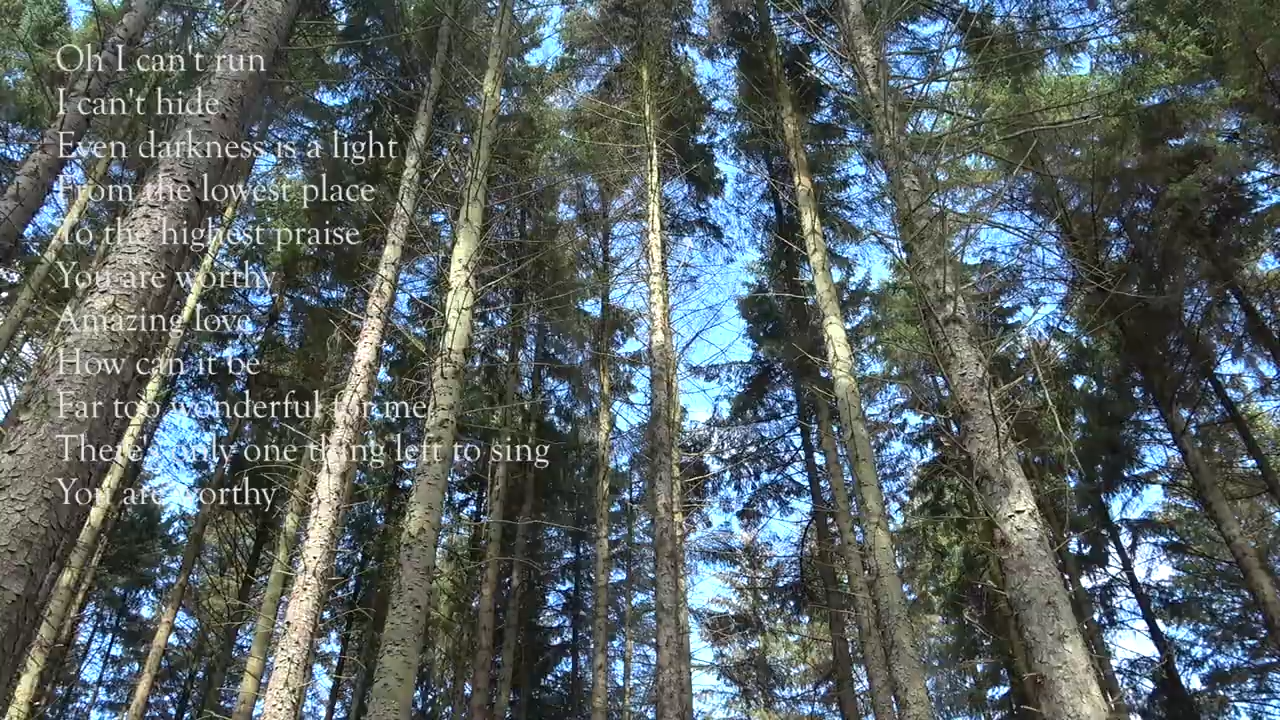 Oh I can't run
I can't hide
Even darkness is a light
From the lowest place
To the highest praise
You are worthy
Amazing love
How can it be
Far too wonderful for me
There's only one thing left to sing
You are worthy